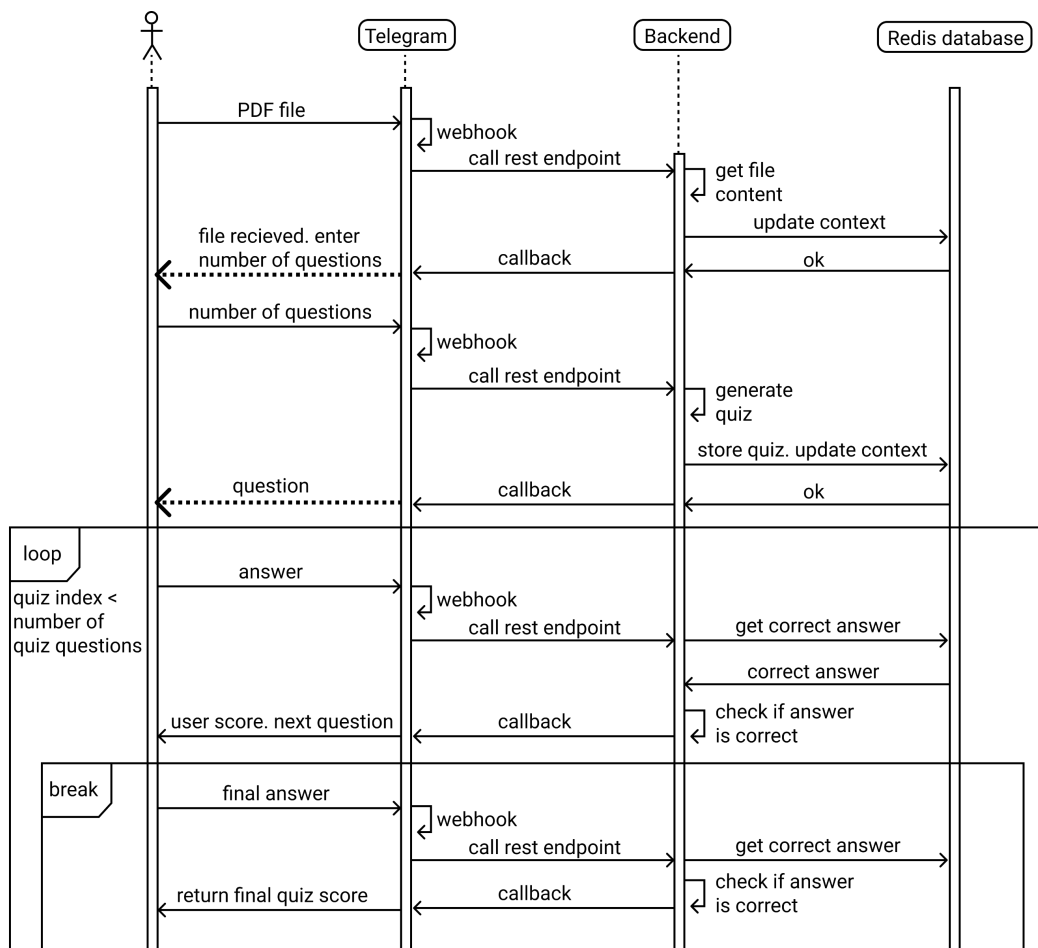 Telegram
Backend
Redis database
PDF file
webhook
call rest endpoint
get file
content
update context
file recieved. enter
number of questions
callback
ok
number of questions
webhook
call rest endpoint
generate
quiz
store quiz. update context
question
callback
ok
loop
quiz index <
number of
quiz questions
answer
webhook
call rest endpoint
get correct answer
correct answer
user score. next question
callback
check if answer
is correct
break
final answer
webhook
call rest endpoint
get correct answer
return final quiz score
callback
check if answer
is correct